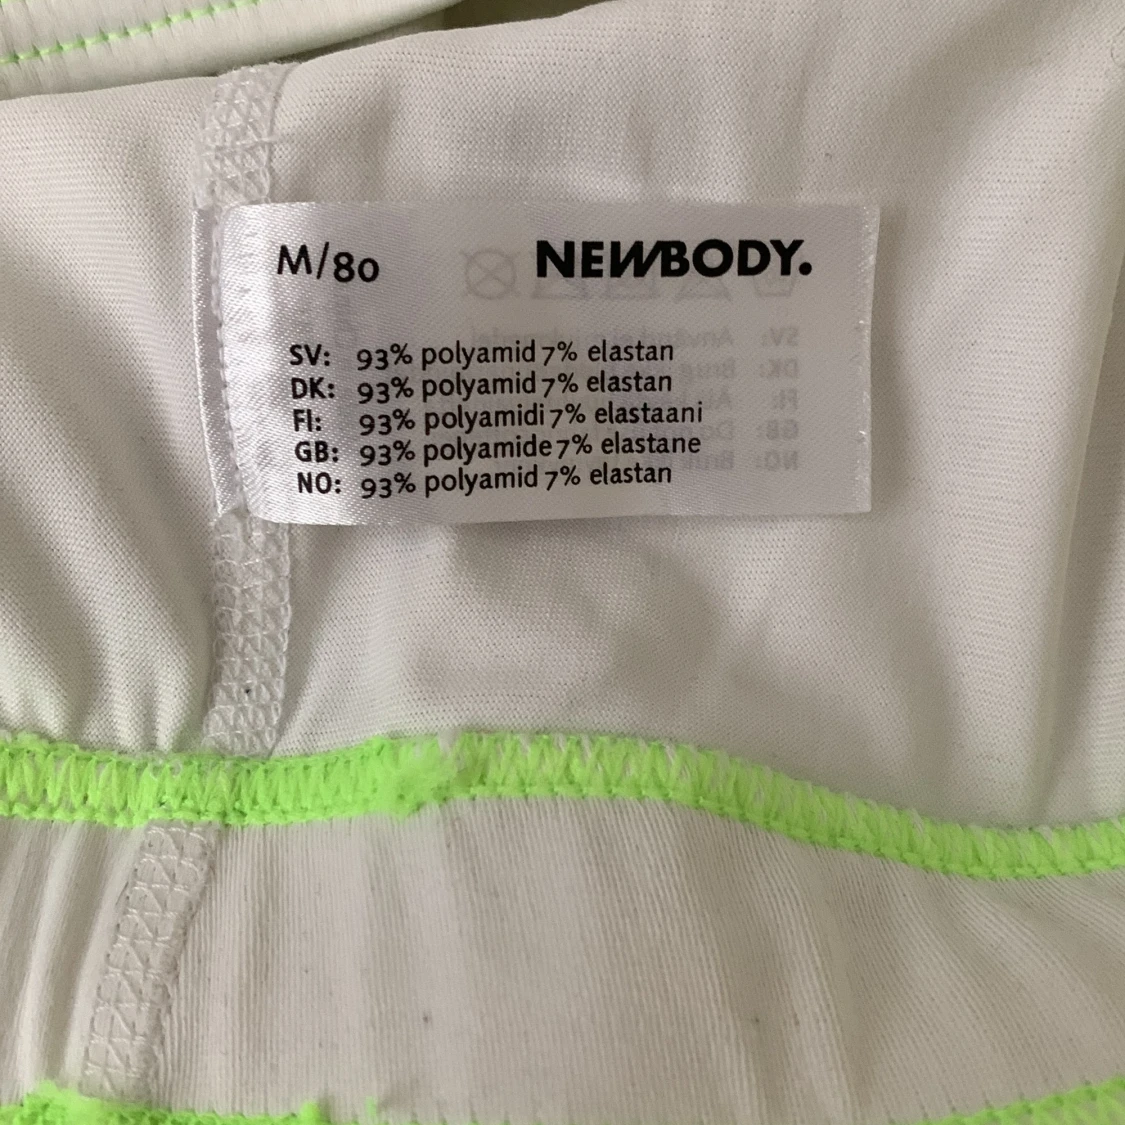 M/80 NEWBODY.
SV: 93% polyamid 7% elastan
DK: 93% polyamid 7% elastan
FI: 93% polyamidi 7% elastaani
GB: 93% polyamide 7% elastane
NO: 93% polyamid 7% elastan